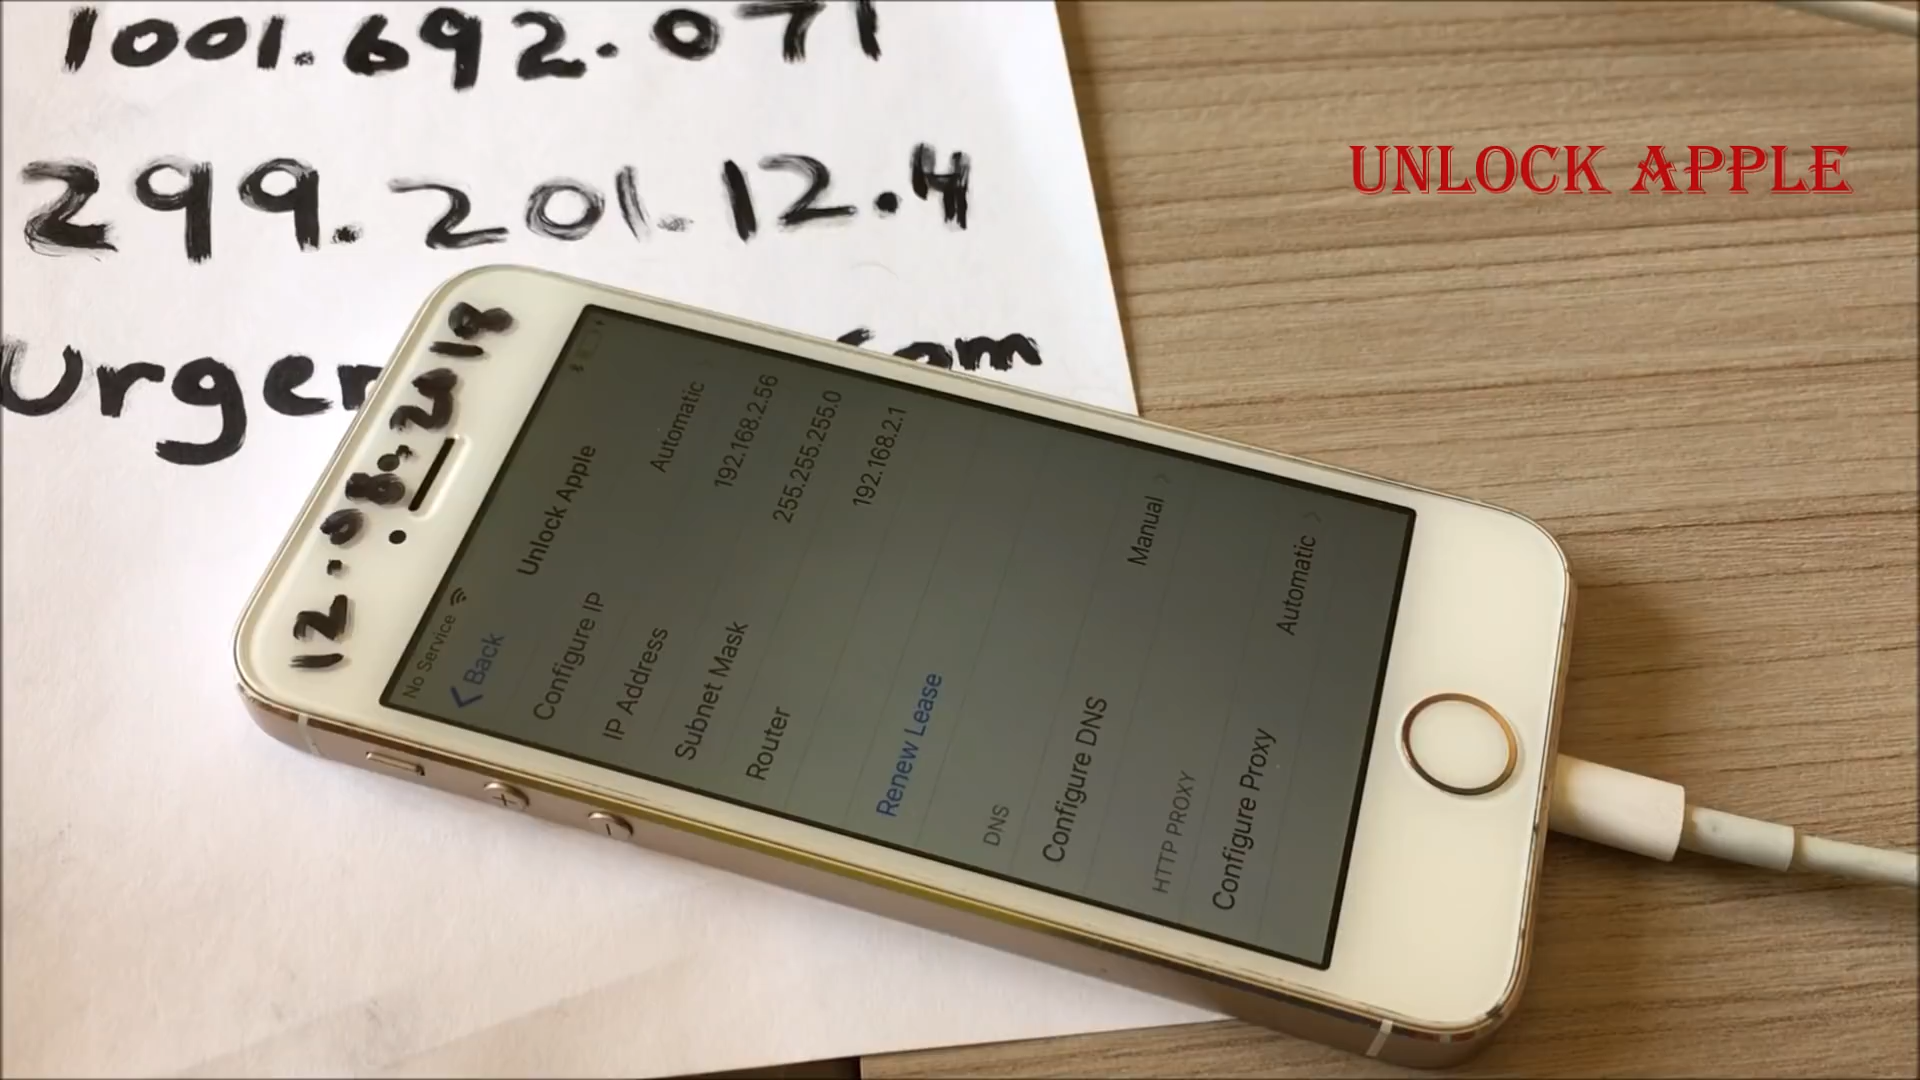 1001.692.071
299.201.12.4
com
UNLOCK APPLE
12.08.2018
No Service
Back
Unlock Apple
Configure IP Automatic
IP Address 192.168.2.56
Subnet Mask 255.255.255.0
Router 192.168.2.1
Renew Lease
DNS
Configure DNS Manual
HTTP PROXY
Configure Proxy Automatic